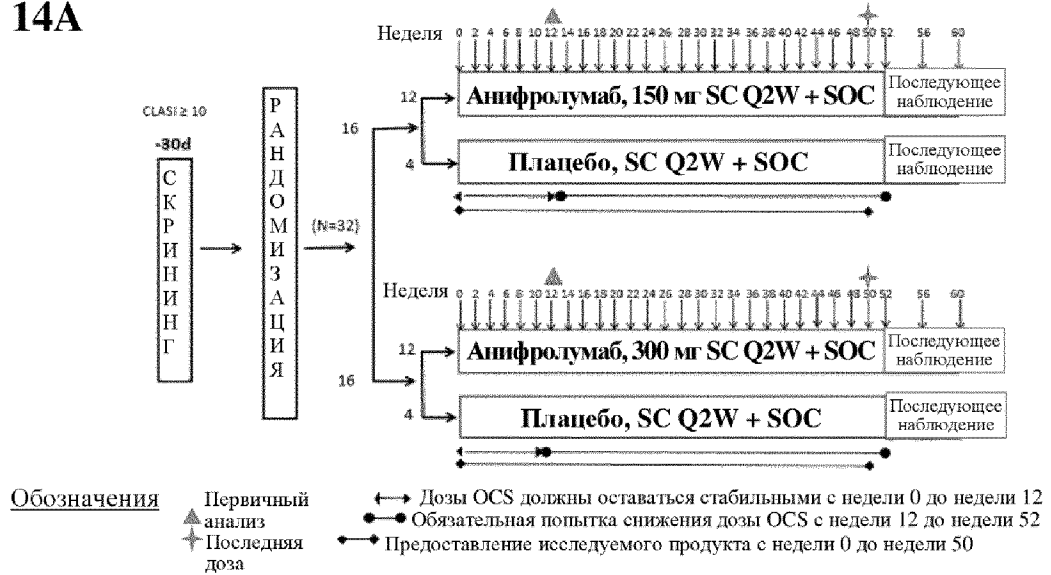 14A
Неделя 0 2 4 6 8 10 12 14 16 18 20 22 24 26 28 30 32 34 36 38 40 42 44 46 48 50 52 56 60
CLASI ≥ 10
-30d
СКРИНИНГ
РАНДОМИЗАЦИЯ
(N=32)
16
12
Анифролумаб, 150 мг SC Q2W + SOC
Последующее
наблюдение
4
Плацебо, SC Q2W + SOC
Последующее
наблюдение
Неделя 0 2 4 6 8 10 12 14 16 18 20 22 24 26 28 30 32 34 36 38 40 42 44 46 48 50 52 56 60
16
12
Анифролумаб, 300 мг SC Q2W + SOC
Последующее
наблюдение
4
Плацебо, SC Q2W + SOC
Последующее
наблюдение
Обозначения
Первичный
анализ
Последняя
доза
Дозы OCS должны оставаться стабильными с недели 0 до недели 12
Обязательная попытка снижения дозы OCS с недели 12 до недели 52
Предоставление исследуемого продукта с недели 0 до недели 50